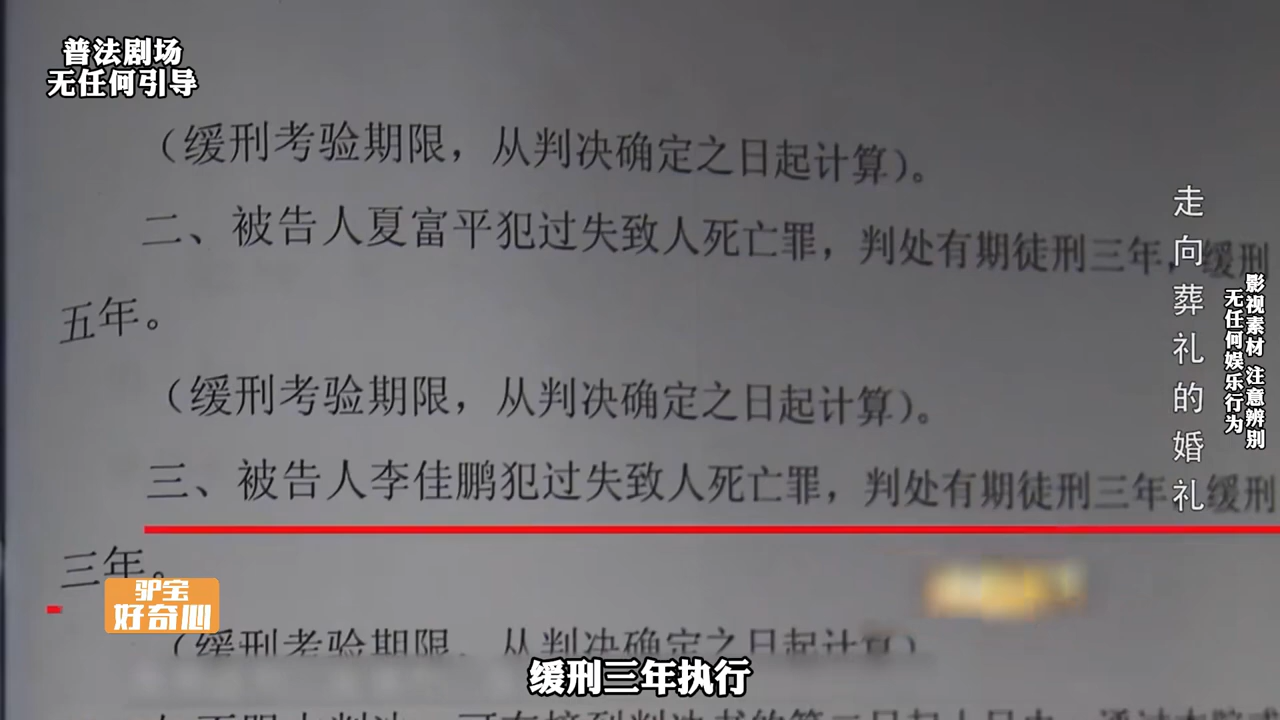 普法剧场
无任何引导
（缓刑考验期限，从判决确定之日起计算）。
二、被告人夏富平犯过失致人死亡罪，判处有期徒刑三年，缓刑
五年。
（缓刑考验期限，从判决确定之日起计算）。
三、被告人李佳鹏犯过失致人死亡罪，判处有期徒刑三年 缓刑
三年。
（缓刑考验期限，从判决确定之日起计算）
走向葬礼的婚礼
影视素材 注意辨别
无任何娱乐行为
驴宝
好奇心
缓刑三年执行